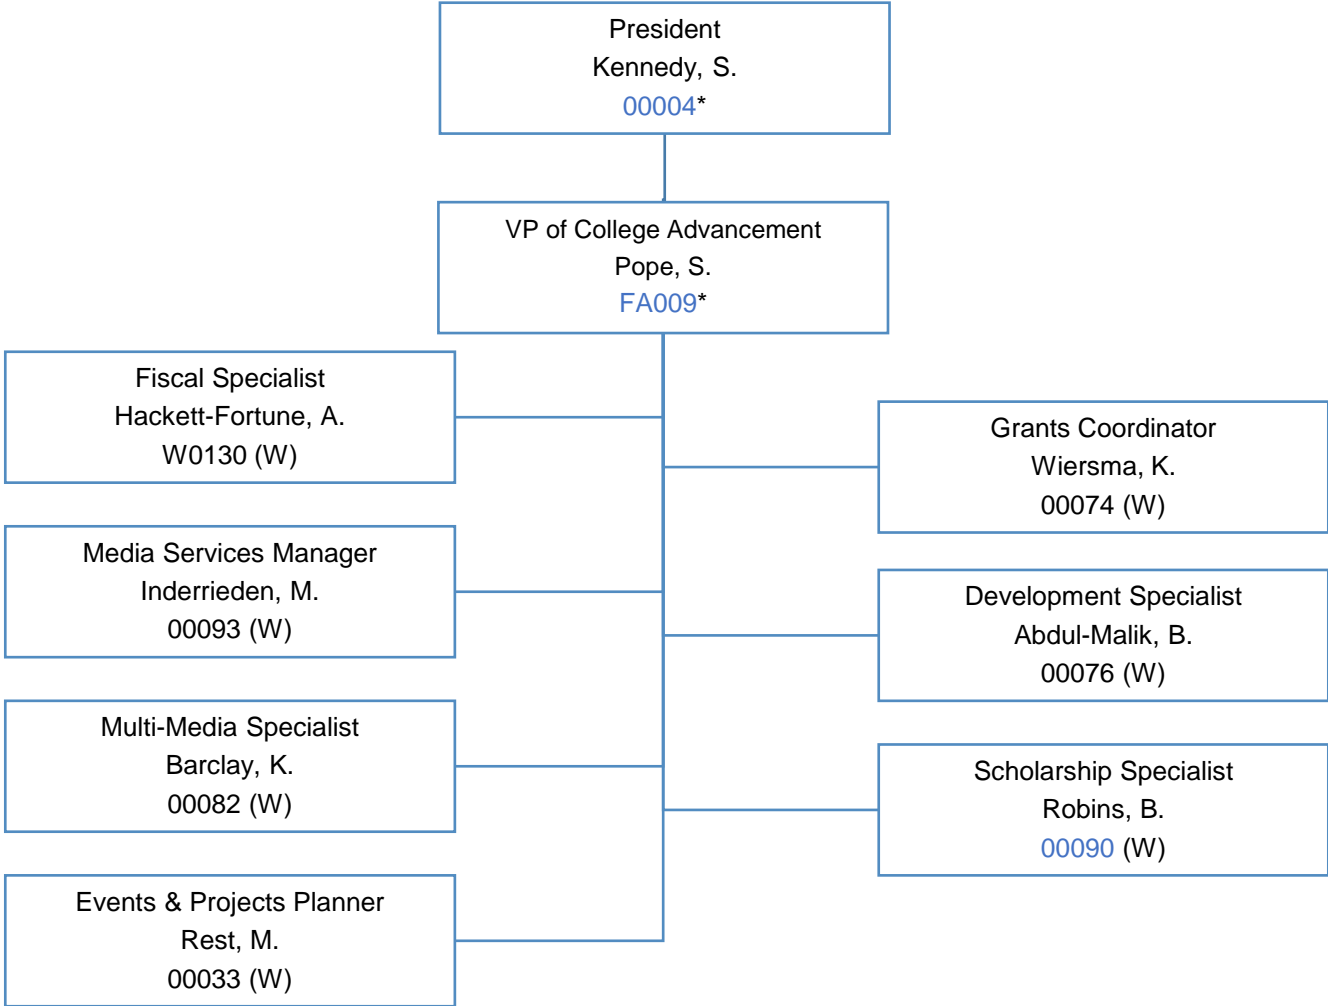 President
Kennedy, S.
00004*
VP of College Advancement
Pope, S.
FA009*
Fiscal Specialist
Hackett-Fortune, A.
W0130 (W)
Media Services Manager
Inderrieden, M.
00093 (W)
Multi-Media Specialist
Barclay, K.
00082 (W)
Events & Projects Planner
Rest, M.
00033 (W)
Grants Coordinator
Wiersma, K.
00074 (W)
Development Specialist
Abdul-Malik, B.
00076 (W)
Scholarship Specialist
Robins, B.
00090 (W)